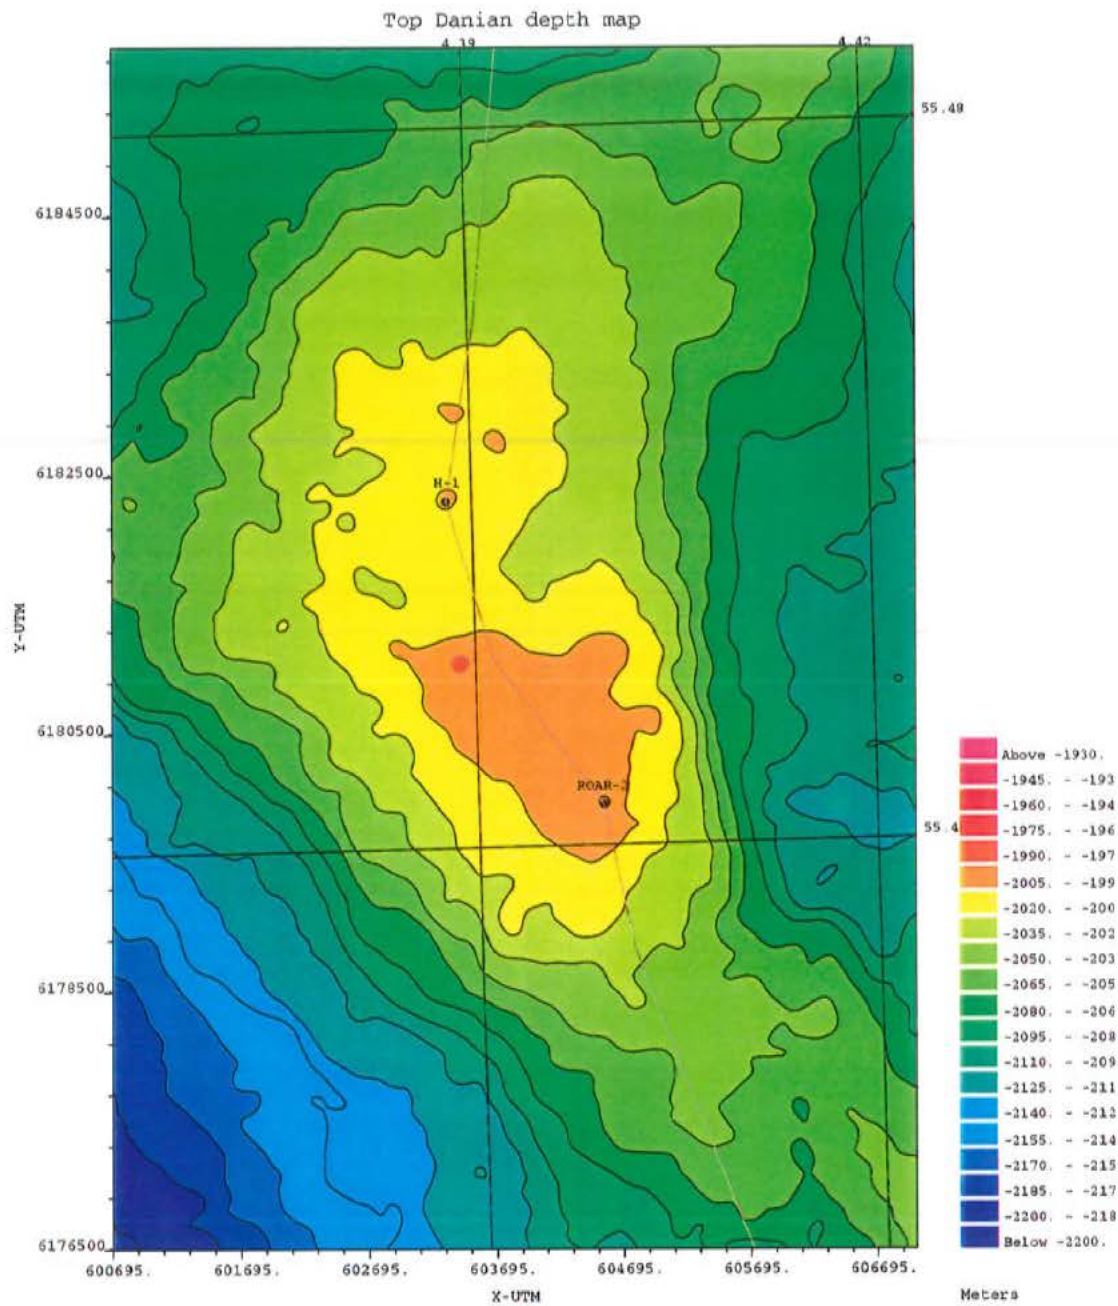 Top Danian depth map
4.19
4.42
55.49
6184500
6182500
H-1
Y-UTM
6180500
ROAR-2
55.4
6178500
6176500
600695. 601695. 602695. 603695. 604695. 605695. 606695.
X-UTM
Above -1930.
-1945. - -193
-1960. - -194
-1975. - -196
-1990. - -197
-2005. - -199
-2020. - -200
-2035. - -202
-2050. - -203
-2065. - -205
-2080. - -206
-2095. - -208
-2110. - -209
-2125. - -211
-2140. - -212
-2155. - -214
-2170. - -215
-2185. - -217
-2200. - -218
Below -2200.
Meters